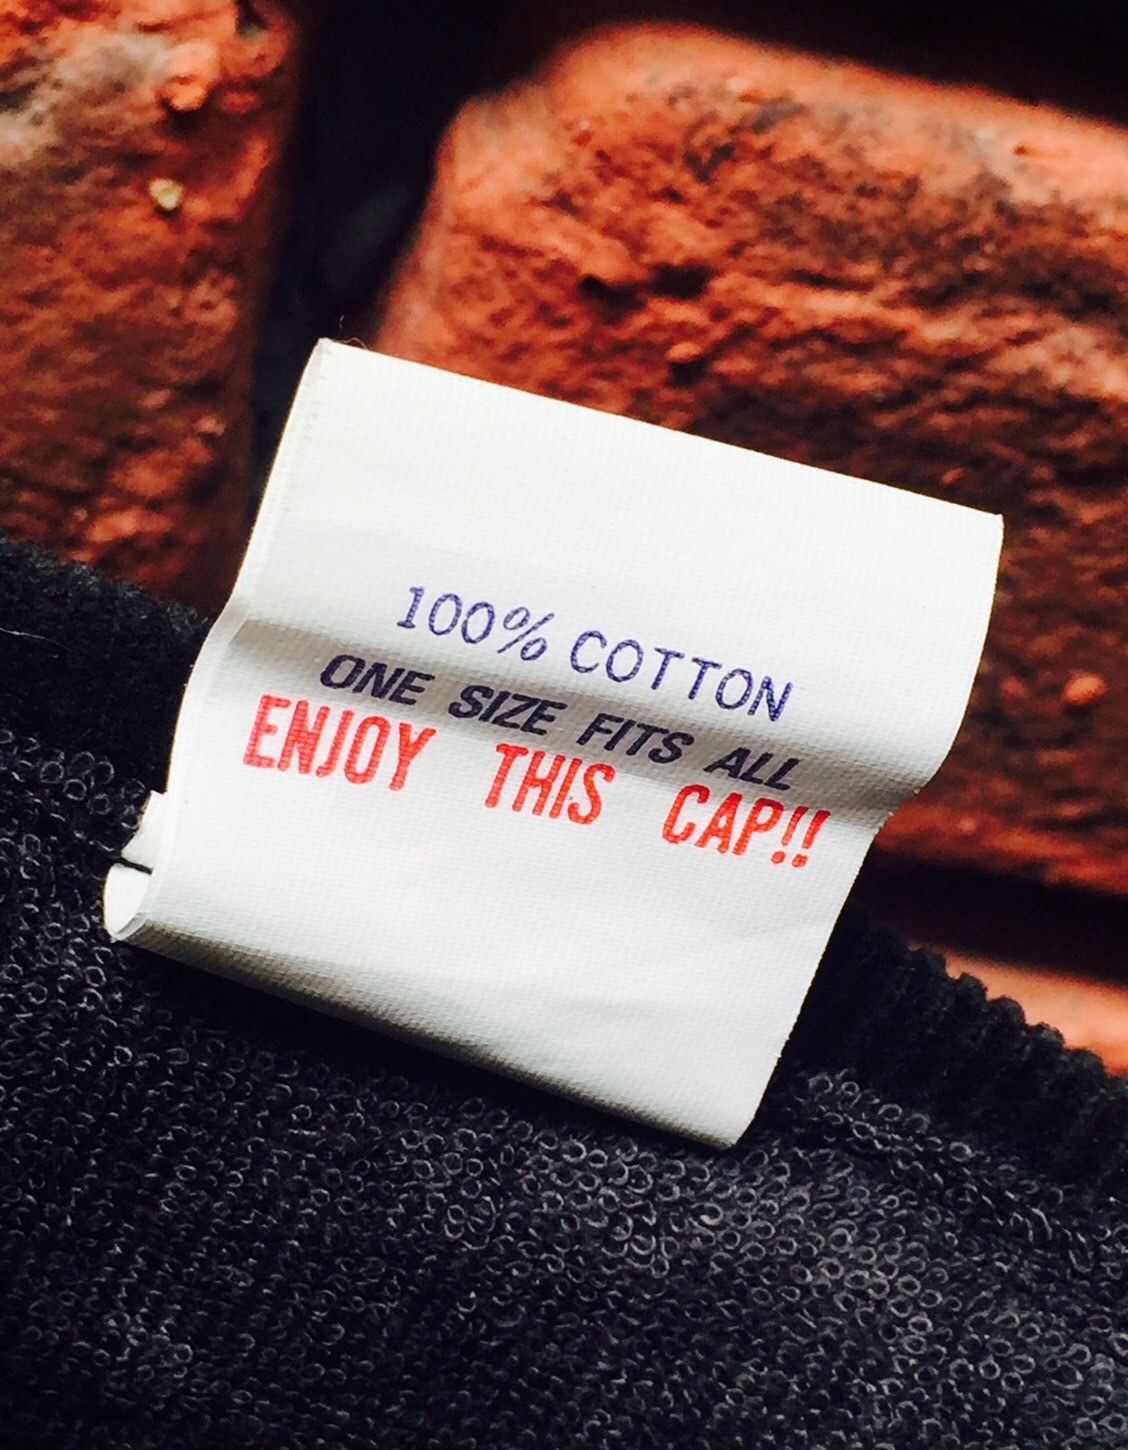 100% COTTON
ONE SIZE FITS ALL
ENJOY THIS CAP!!